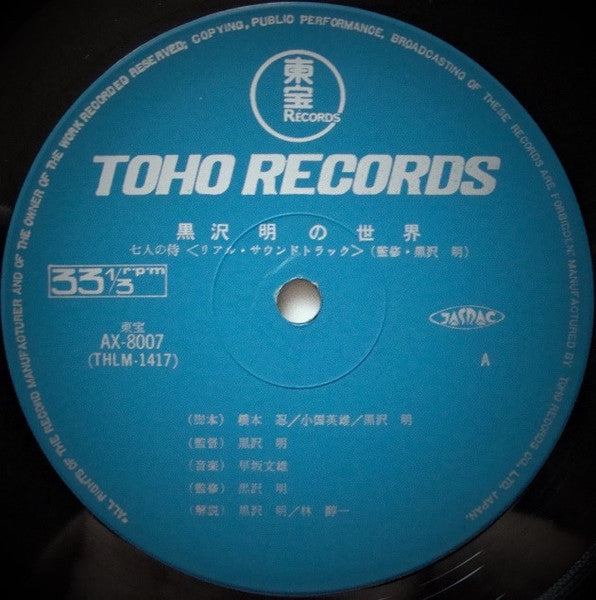 *ALL RIGHTS OF THE RECORD MANUFACTURER AND OF THE OWNER OF THE WORK RECORDED RESERVED; COPYING, PUBLIC PERFORMANCE, BROADCASTING OF THESE RECORDS ARE FORBIDDEN. MANUFACTURED BY TOHO RECORDS CO., LTD. JAPAN.
東宝
RECORDS
TOHO RECORDS
黒沢明の世界
七人の侍 <リアル・サウンドトラック> (監修・黒沢 明)
33 1/3 rpm
JASRAC
東宝
AX-8007
(THLM-1417)
A
(脚本) 橋本 忍/小国英雄/黒沢 明
(監督) 黒沢 明
(音楽) 早坂文雄
(監修) 黒沢 明
(解説) 黒沢 明/林 醇一